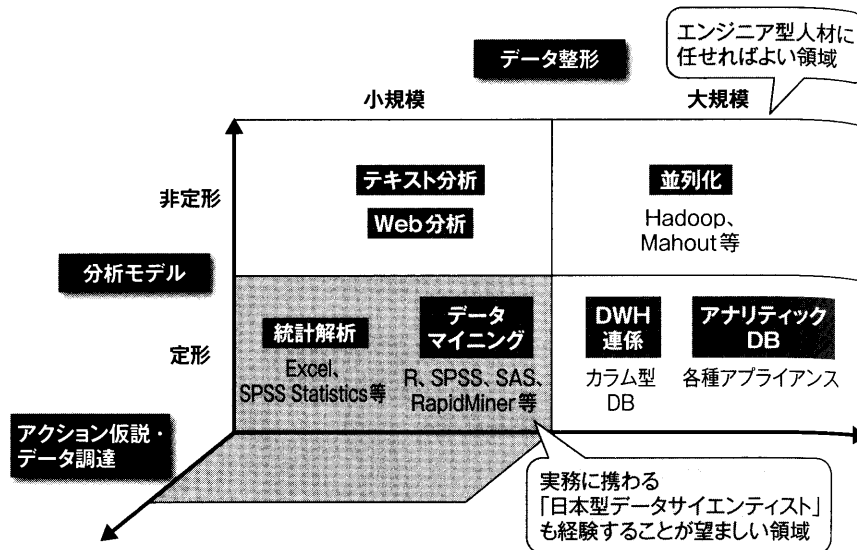 エンジニア型人材に
任せればよい領域
データ整形
小規模
大規模
非定形
テキスト分析
Web分析
並列化
Hadoop、
Mahout等
分析モデル
定形
統計解析
Excel、
SPSS Statistics等
データ
マイニング
R、SPSS、SAS、
RapidMiner等
DWH
連係
カラム型
DB
アナリティック
DB
各種アプライアンス
アクション仮説・
データ調達
実務に携わる
「日本型データサイエンティスト」
も経験することが望ましい領域